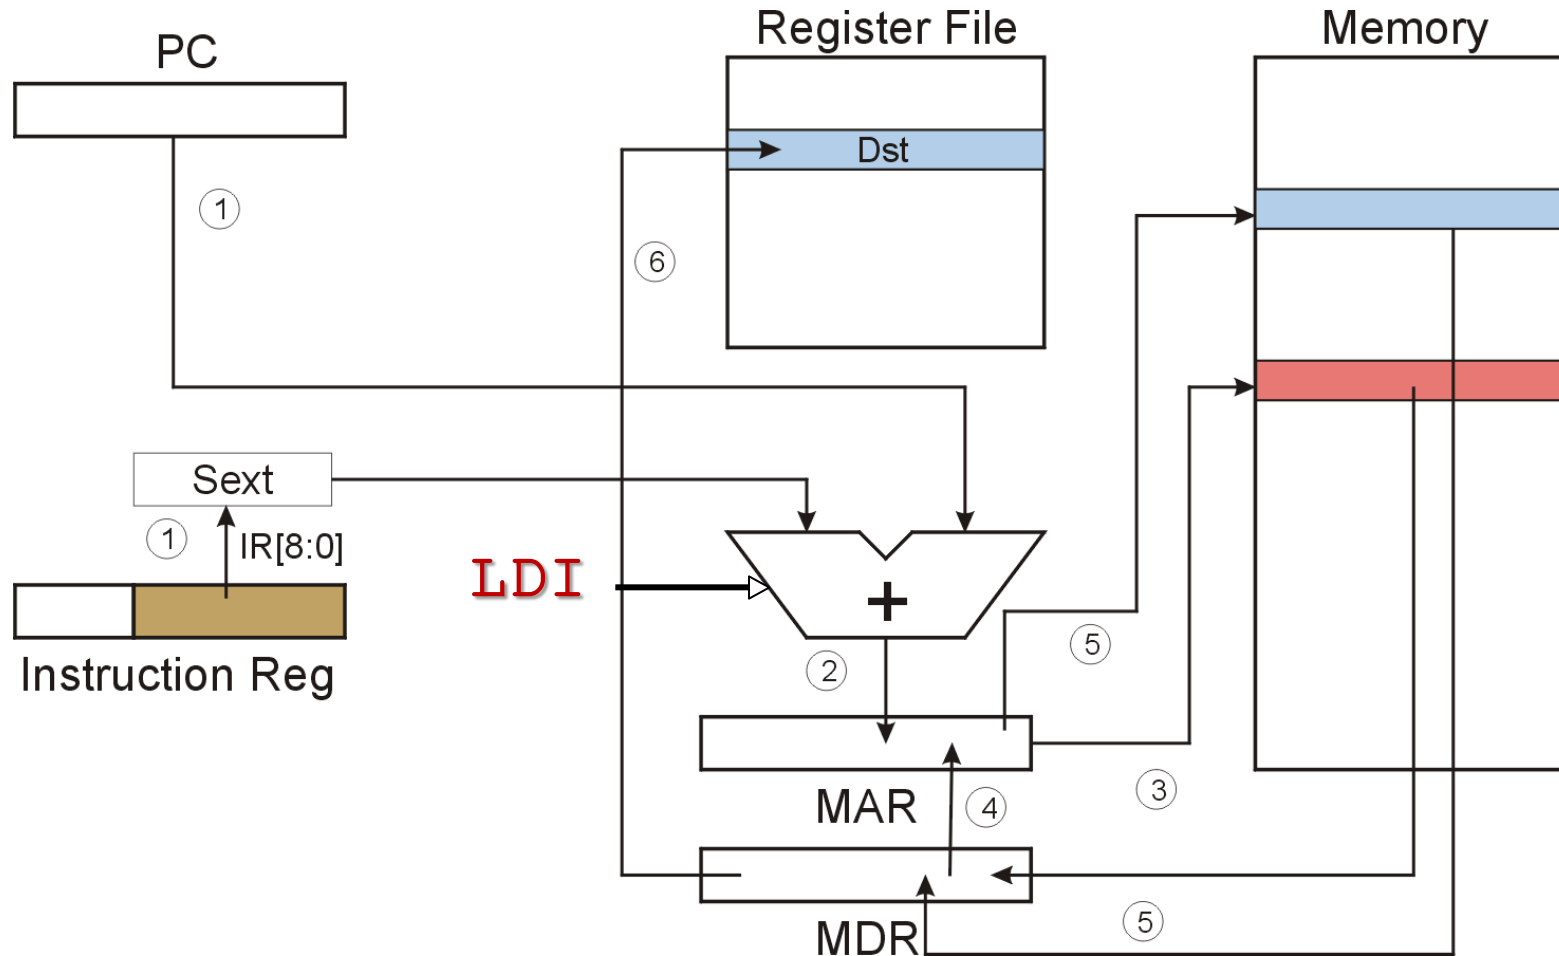 Register File
Memory
PC
Dst
1
6
Sext
1
IR[8:0]
LDI
+
5
2
Instruction Reg
3
4
MAR
5
MDR